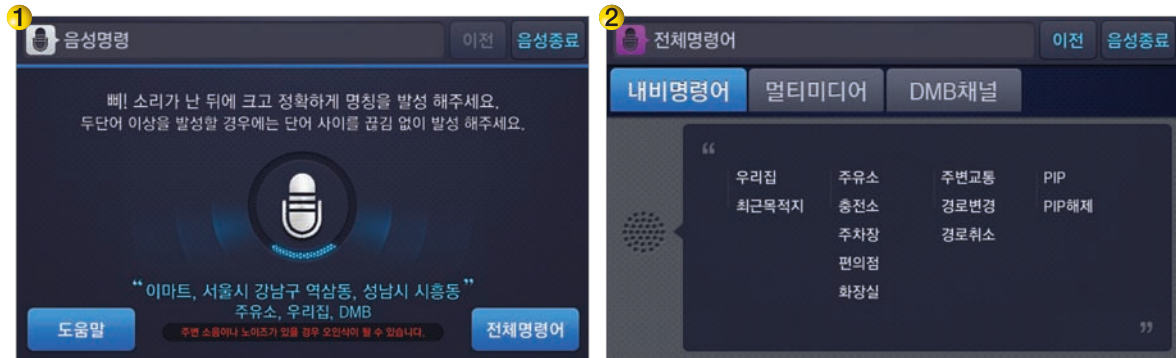 1
음성명령 이전 음성종료
삐! 소리가 난 뒤에 크고 정확하게 명칭을 발성 해주세요.
두단어 이상을 발성할 경우에는 단어 사이를 끊김 없이 발성 해주세요.
“이마트, 서울시 강남구 역삼동, 성남시 시흥동”
주유소, 우리집, DMB
주변 소음이나 노이즈가 있을 경우 오인식이 될 수 있습니다.
도움말 전체명령어
2
전체명령어 이전 음성종료
내비명령어 멀티미디어 DMB채널
“
우리집 주유소 주변교통 PIP
최근목적지 충전소 경로변경 PIP해제
주차장 경로취소
편의점
화장실
”